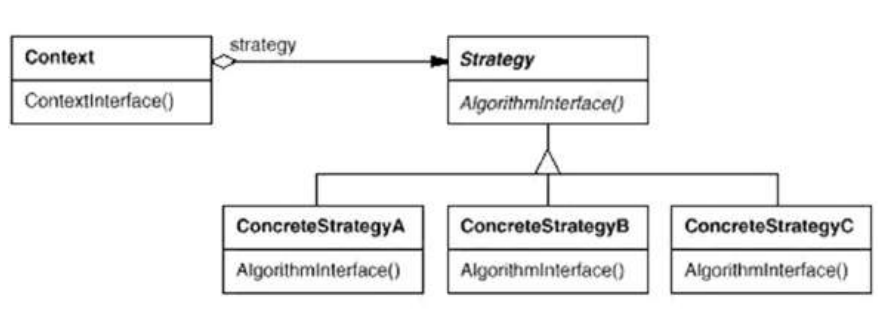 strategy
Context
Strategy
ContextInterface()
AlgorithmInterface()
ConcreteStrategyA
ConcreteStrategyB
ConcreteStrategyC
AlgorithmInterface()
AlgorithmInterface()
AlgorithmInterface()